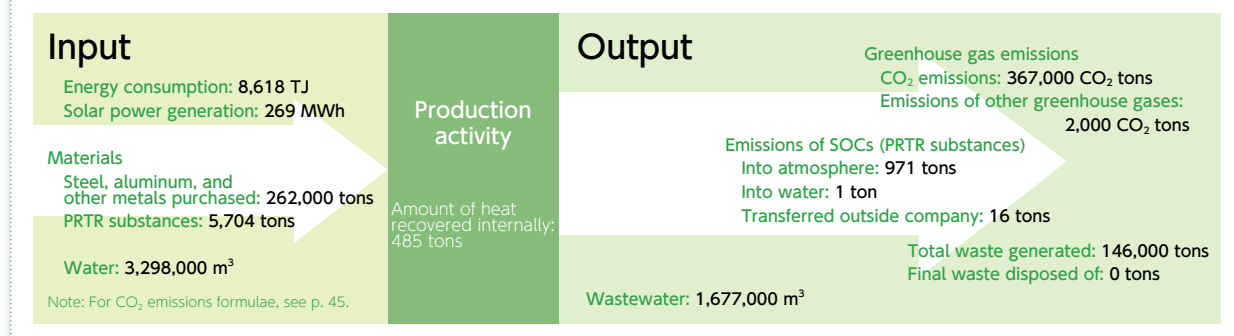 Input
Energy consumption: 8,618 TJ
Solar power generation: 269 MWh
Materials
Steel, aluminum, and
other metals purchased: 262,000 tons
PRTR substances: 5,704 tons
Water: 3,298,000 m³
Note: For CO₂ emissions formulae, see p. 45.
Production
activity
Amount of heat
recovered internally:
485 tons
Output
Greenhouse gas emissions
CO₂ emissions: 367,000 CO₂ tons
Emissions of other greenhouse gases:
2,000 CO₂ tons
Emissions of SOCs (PRTR substances)
Into atmosphere: 971 tons
Into water: 1 ton
Transferred outside company: 16 tons
Total waste generated: 146,000 tons
Final waste disposed of: 0 tons
Wastewater: 1,677,000 m³